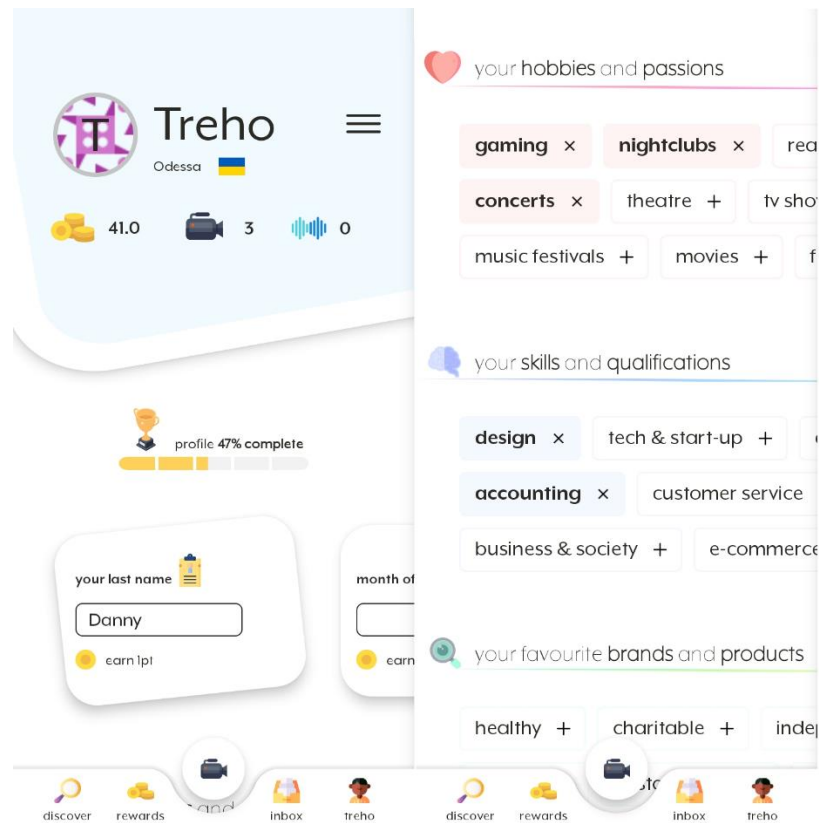 T
Treho
Odessa
41.0
3
0
profile 47% complete
your last name
Danny
earn 1pt
month of
earn
discover
rewards
and
inbox
treho
your hobbies and passions
gaming ×
nightclubs ×
concerts ×
theatre +
music festivals +
movies +
your skills and qualifications
design ×
tech & start-up +
accounting ×
customer service
business & society +
e-commerce
your favourite brands and products
healthy +
charitable +
discover
rewards
inbox
treho